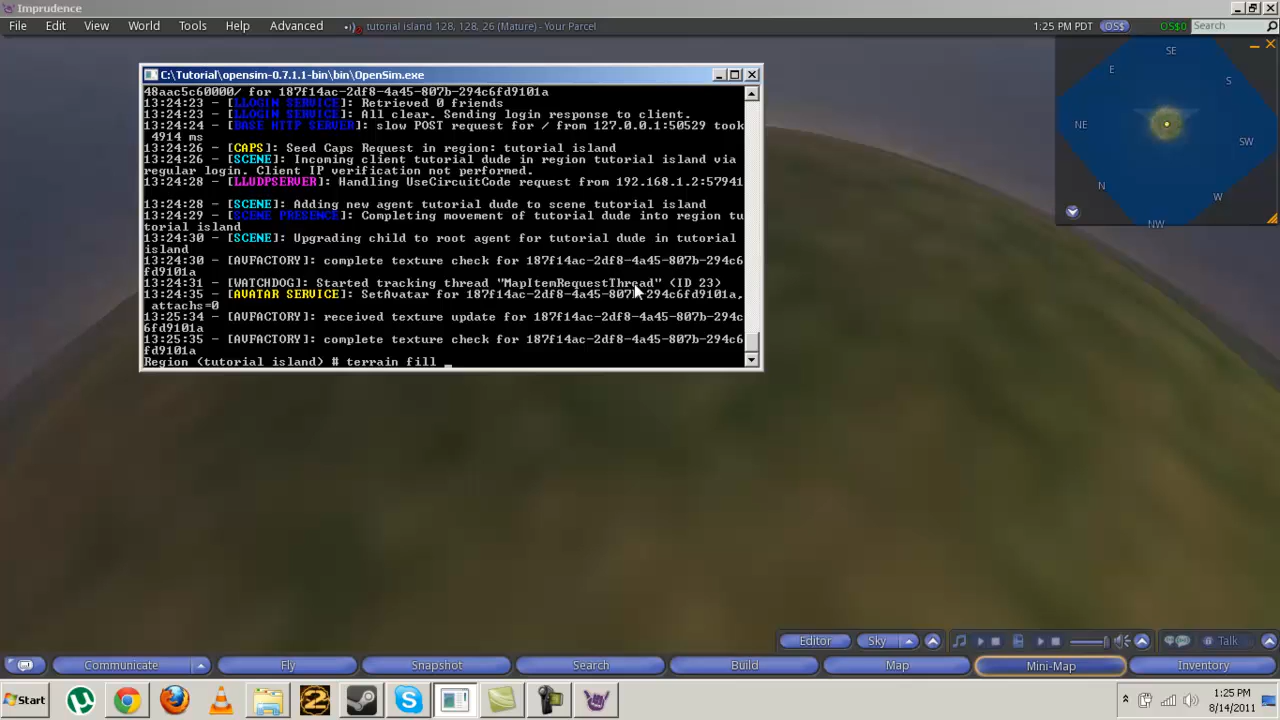 Imprudence
File Edit View World Tools Help Advanced tutorial island 128, 128, 26 (Mature) - Your Parcel 1:25 PM PDT OS$ OS$0 Search
C:\Tutorial\opensim-0.7.1.1-bin\bin\OpenSim.exe
48aac5c60000/ for 187f14ac-2df8-4a45-807b-294c6fd9101a
13:24:23 - [LLOGIN SERVICE]: Retrieved 0 friends
13:24:23 - [LLOGIN SERVICE]: All clear. Sending login response to client.
13:24:24 - [BASE HTTP SERVER]: slow POST request for / from 127.0.0.1:50529 took
4914 ms
13:24:26 - [CAPS]: Seed Caps Request in region: tutorial island
13:24:26 - [SCENE]: Incoming client tutorial dude in region tutorial island via
regular login. Client IP verification not performed.
13:24:28 - [LLUDPSERVER]: Handling UseCircuitCode request from 192.168.1.2:57941
13:24:28 - [SCENE]: Adding new agent tutorial dude to scene tutorial island
13:24:29 - [SCENE PRESENCE]: Completing movement of tutorial dude into region tu
torial island
13:24:30 - [SCENE]: Upgrading child to root agent for tutorial dude in tutorial
island
13:24:30 - [AVFACTORY]: complete texture check for 187f14ac-2df8-4a45-807b-294c6
fd9101a
13:24:31 - [WATCHDOG]: Started tracking thread "MapItemRequestThread" (ID 23)
13:24:35 - [AVATAR SERVICE]: SetAvatar for 187f14ac-2df8-4a45-807b-294c6fd9101a,
attachs=0
13:25:34 - [AVFACTORY]: received texture update for 187f14ac-2df8-4a45-807b-294c
6fd9101a
13:25:35 - [AVFACTORY]: complete texture check for 187f14ac-2df8-4a45-807b-294c6
fd9101a
Region (tutorial island) # terrain fill _
SE
E
S
NE
SW
N
W
NW
Editor Sky Talk
Communicate Fly Snapshot Search Build Map Mini-Map Inventory
Start
1:25 PM
8/14/2011